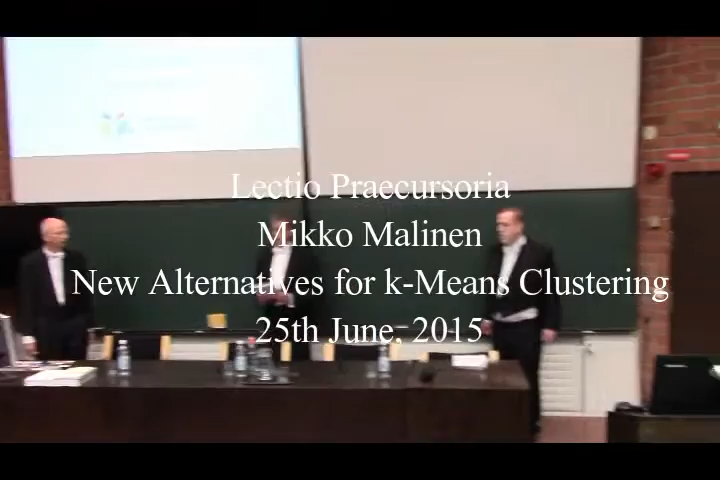 Lectio Praecursoria
Mikko Malinen
New Alternatives for k-Means Clustering
25th June, 2015